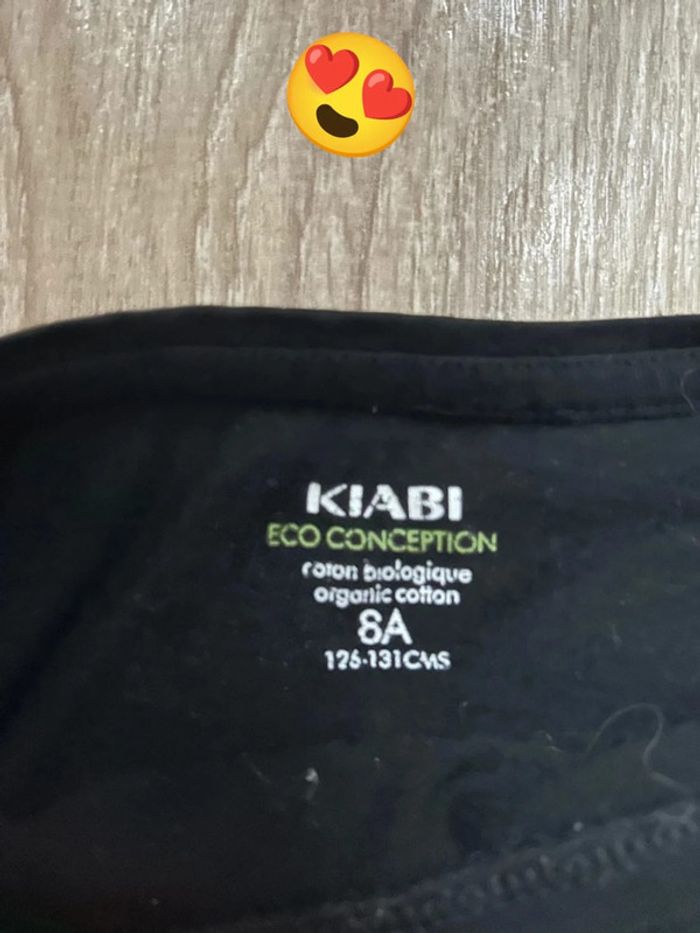 KIABI
ECO CONCEPTION
coton biologique
organic cotton
8A
126-131CMS